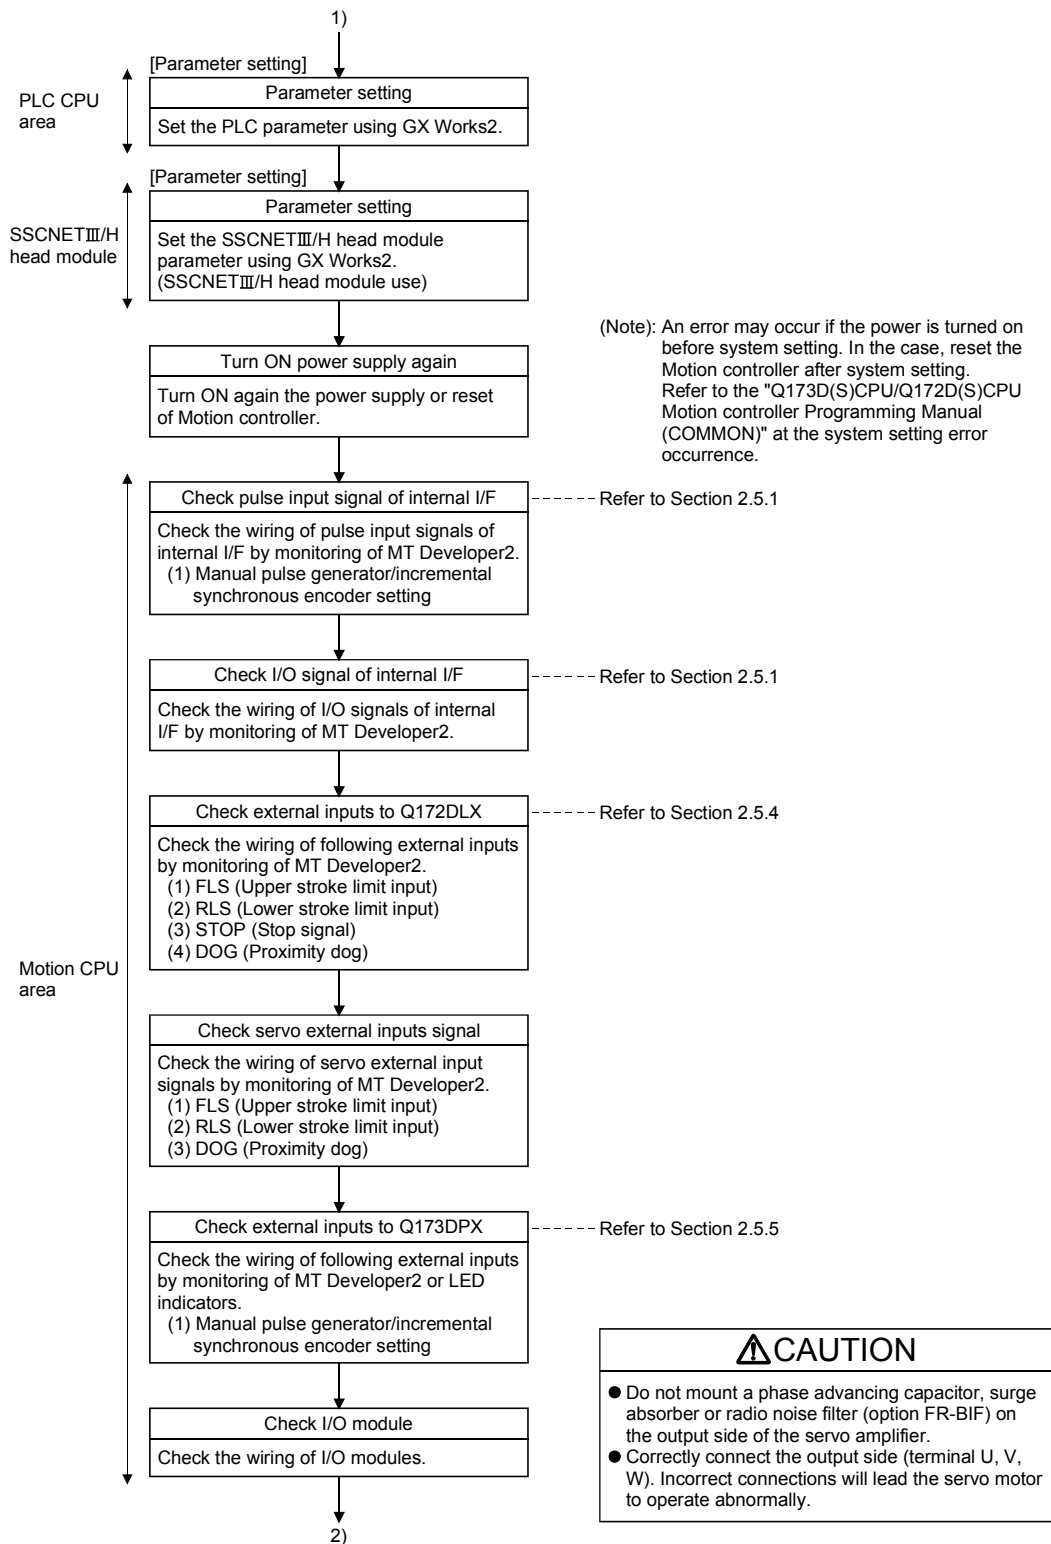 1)
[Parameter setting]
PLC CPU
area
Parameter setting
Set the PLC parameter using GX Works2.
[Parameter setting]
SSCNETⅢ/H
head module
Parameter setting
Set the SSCNETⅢ/H head module
parameter using GX Works2.
(SSCNETⅢ/H head module use)
Turn ON power supply again
Turn ON again the power supply or reset
of Motion controller.
(Note): An error may occur if the power is turned on
before system setting. In the case, reset the
Motion controller after system setting.
Refer to the "Q173D(S)CPU/Q172D(S)CPU
Motion controller Programming Manual
(COMMON)" at the system setting error
occurrence.
Motion CPU
area
Check pulse input signal of internal I/F
Refer to Section 2.5.1
Check the wiring of pulse input signals of
internal I/F by monitoring of MT Developer2.
(1) Manual pulse generator/incremental
synchronous encoder setting
Check I/O signal of internal I/F
Refer to Section 2.5.1
Check the wiring of I/O signals of internal
I/F by monitoring of MT Developer2.
Check external inputs to Q172DLX
Refer to Section 2.5.4
Check the wiring of following external inputs
by monitoring of MT Developer2.
(1) FLS (Upper stroke limit input)
(2) RLS (Lower stroke limit input)
(3) STOP (Stop signal)
(4) DOG (Proximity dog)
Check servo external inputs signal
Check the wiring of servo external input
signals by monitoring of MT Developer2.
(1) FLS (Upper stroke limit input)
(2) RLS (Lower stroke limit input)
(3) DOG (Proximity dog)
Check external inputs to Q173DPX
Refer to Section 2.5.5
Check the wiring of following external inputs
by monitoring of MT Developer2 or LED
indicators.
(1) Manual pulse generator/incremental
synchronous encoder setting
Check I/O module
Check the wiring of I/O modules.
2)
⚠CAUTION
● Do not mount a phase advancing capacitor, surge
absorber or radio noise filter (option FR-BIF) on
the output side of the servo amplifier.
● Correctly connect the output side (terminal U, V,
W). Incorrect connections will lead the servo motor
to operate abnormally.